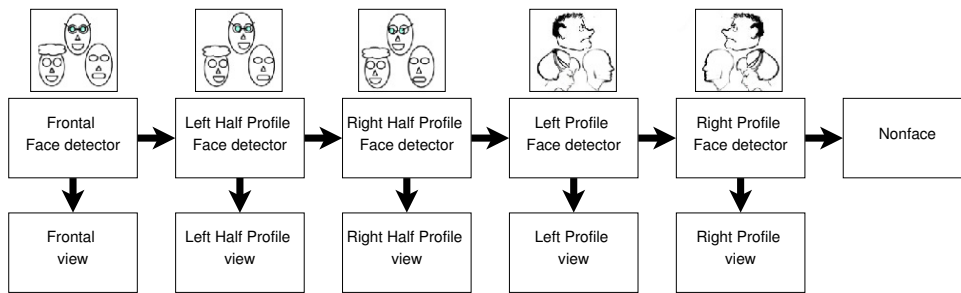 Frontal
Face detector
Left Half Profile
Face detector
Right Half Profile
Face detector
Left Profile
Face detector
Right Profile
Face detector
Nonface
Frontal
view
Left Half Profile
view
Right Half Profile
view
Left Profile
view
Right Profile
view